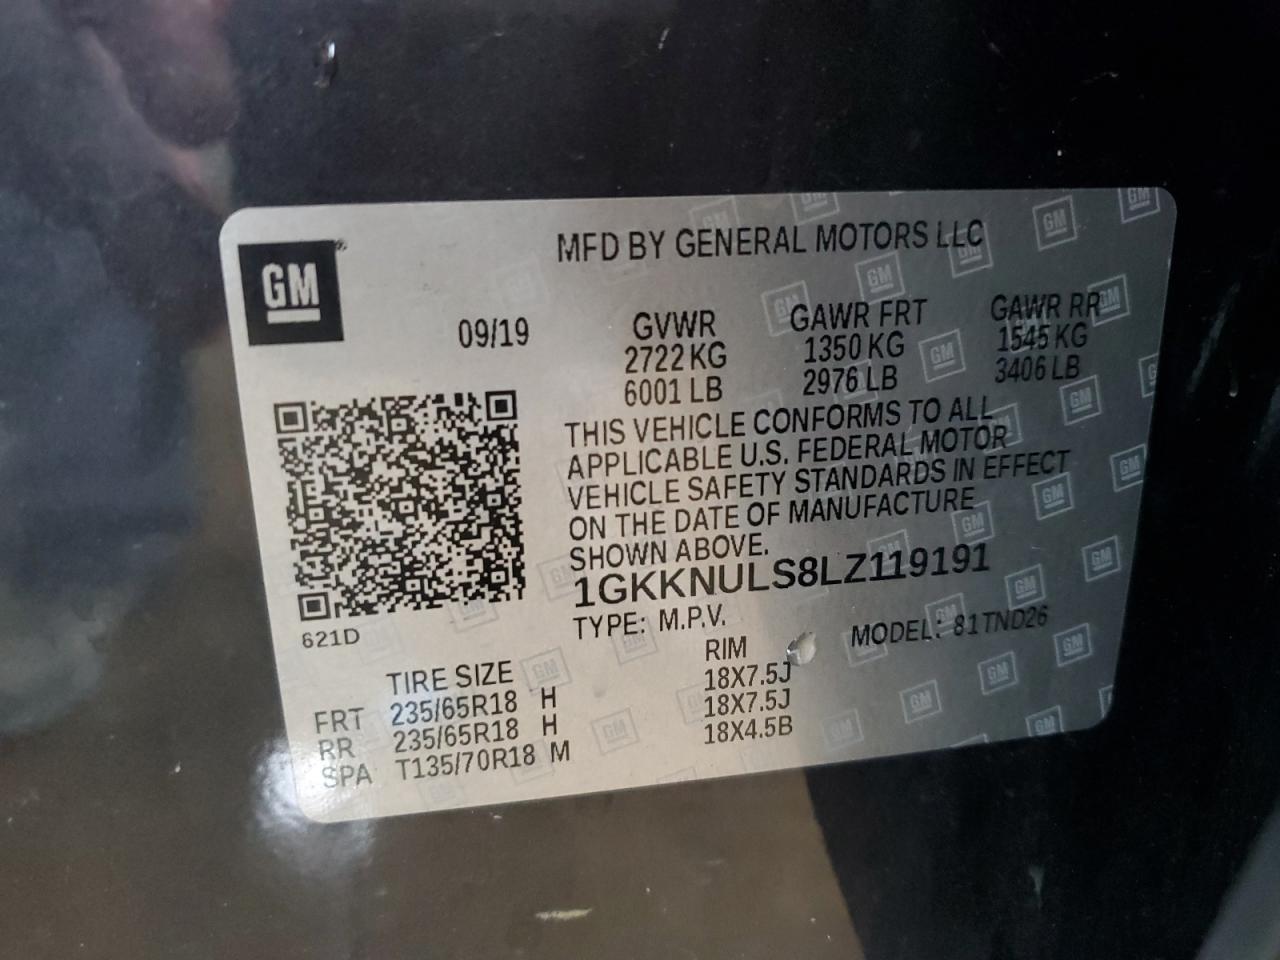 GM
MFD BY GENERAL MOTORS LLC
09/19
GVWR GAWR FRT GAWR RR
2722 KG 1350 KG 1545 KG
6001 LB 2976 LB 3406 LB
THIS VEHICLE CONFORMS TO ALL
APPLICABLE U.S. FEDERAL MOTOR
VEHICLE SAFETY STANDARDS IN EFFECT
ON THE DATE OF MANUFACTURE
SHOWN ABOVE.
1GKKNULS8LZ119191
TYPE: M.P.V. MODEL: 81TND26
621D
TIRE SIZE RIM
FRT 235/65R18 H 18X7.5J
RR 235/65R18 H 18X7.5J
SPA T135/70R18 M 18X4.5B